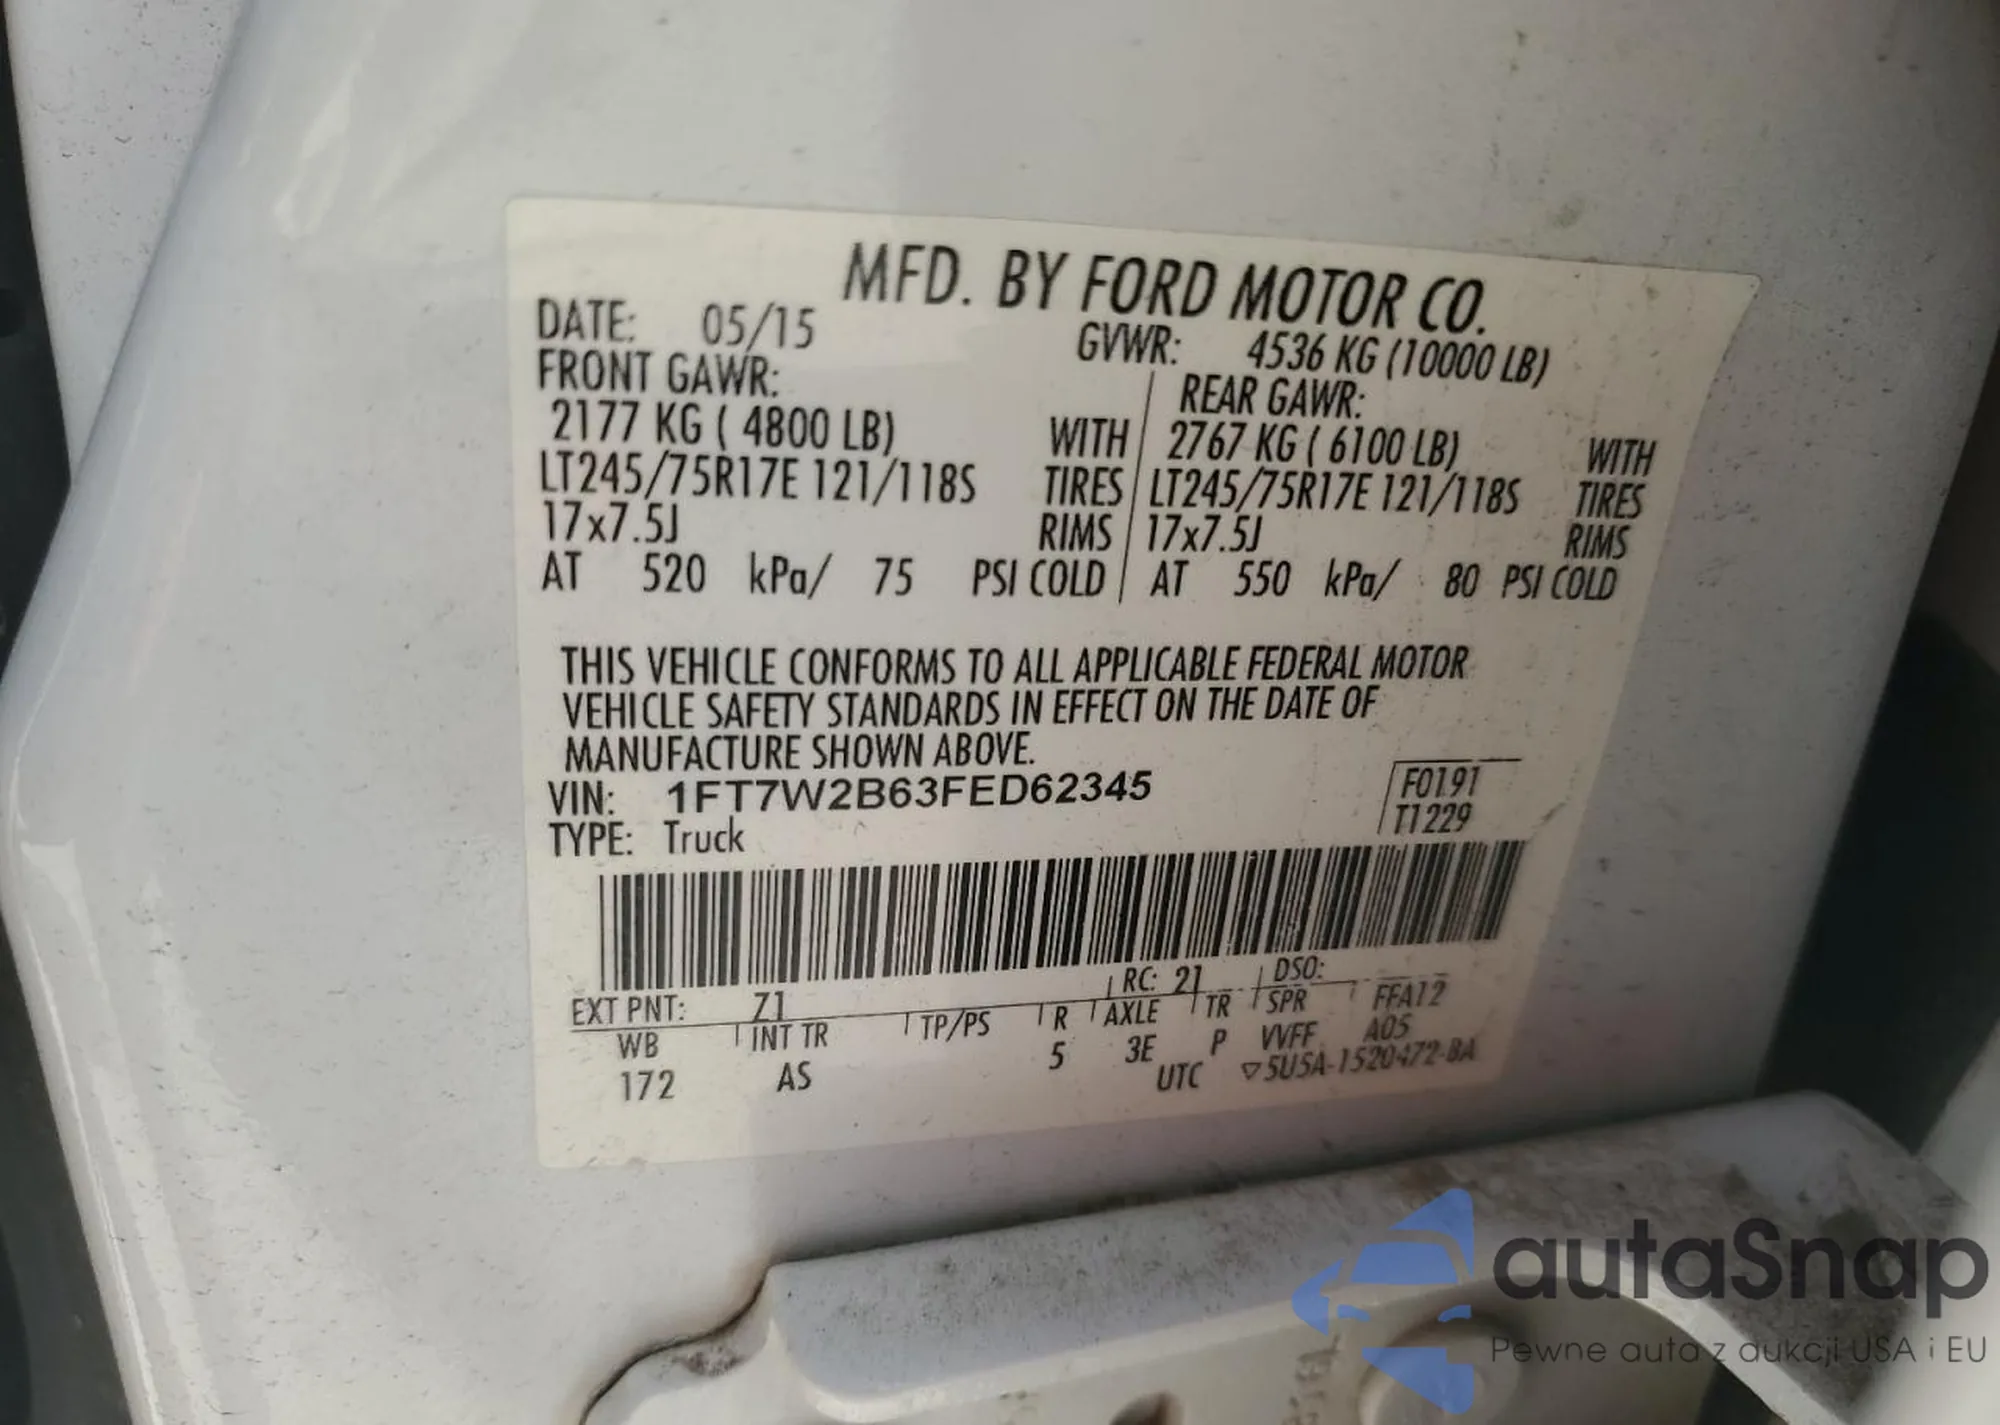 MFD. BY FORD MOTOR CO.
DATE: 05/15 GVWR: 4536 KG (10000 LB)
FRONT GAWR: REAR GAWR:
2177 KG ( 4800 LB) WITH 2767 KG ( 6100 LB) WITH
LT245/75R17E 121/118S TIRES LT245/75R17E 121/118S TIRES
17x7.5J RIMS 17x7.5J RIMS
AT 520 kPa/ 75 PSI COLD AT 550 kPa/ 80 PSI COLD
THIS VEHICLE CONFORMS TO ALL APPLICABLE FEDERAL MOTOR
VEHICLE SAFETY STANDARDS IN EFFECT ON THE DATE OF
MANUFACTURE SHOWN ABOVE.
VIN: 1FT7W2B63FED62345 F0191
TYPE: Truck T1229
EXT PNT: Z1 RC: 21 DSO:
WB INT TR TP/PS R AXLE TR SPR FFA12
172 AS 5 3E P VVFF A05
UTC ▽5U5A-1520472-BA
autaSnap
Pewne auta z aukcji USA i EU